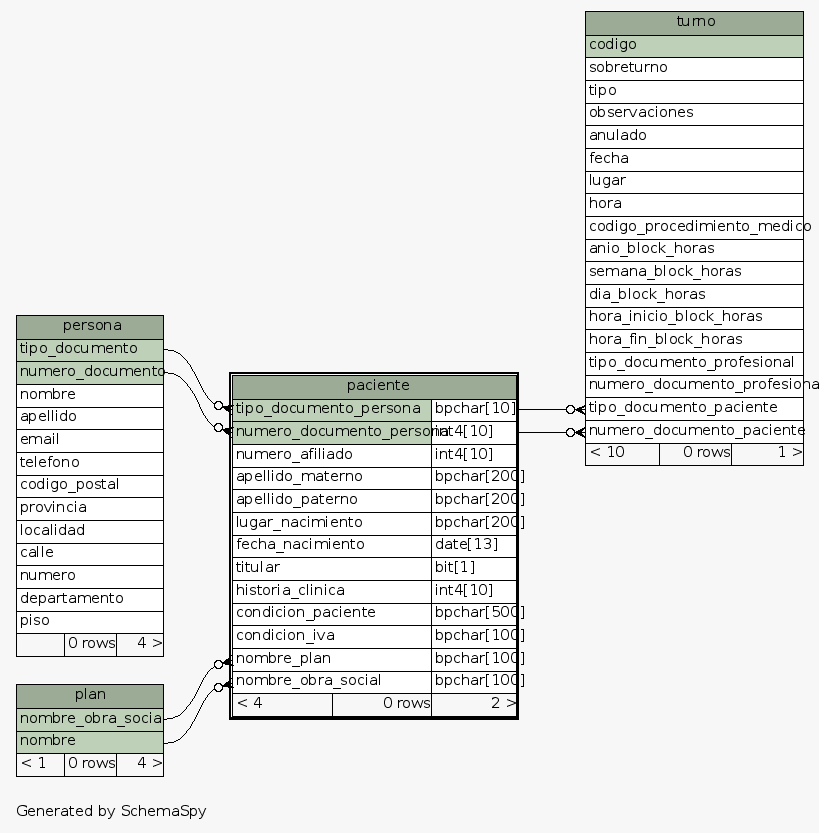 turno
codigo
sobreturno
tipo
observaciones
anulado
fecha
lugar
hora
codigo_procedimiento_medico
anio_block_horas
semana_block_horas
dia_block_horas
hora_inicio_block_horas
hora_fin_block_horas
tipo_documento_profesional
numero_documento_profesiona
tipo_documento_paciente
numero_documento_paciente
< 10 0 rows 1 >
persona
tipo_documento
numero_documento
nombre
apellido
email
telefono
codigo_postal
provincia
localidad
calle
numero
departamento
piso
0 rows 4 >
paciente
tipo_documento_persona bpchar[10]
numero_documento_persona int4[10]
numero_afiliado int4[10]
apellido_materno bpchar[200]
apellido_paterno bpchar[200]
lugar_nacimiento bpchar[200]
fecha_nacimiento date[13]
titular bit[1]
historia_clinica int4[10]
condicion_paciente bpchar[500]
condicion_iva bpchar[100]
nombre_plan bpchar[100]
nombre_obra_social bpchar[100]
< 4 0 rows 2 >
plan
nombre_obra_socia
nombre
< 1 0 rows 4 >
Generated by SchemaSpy